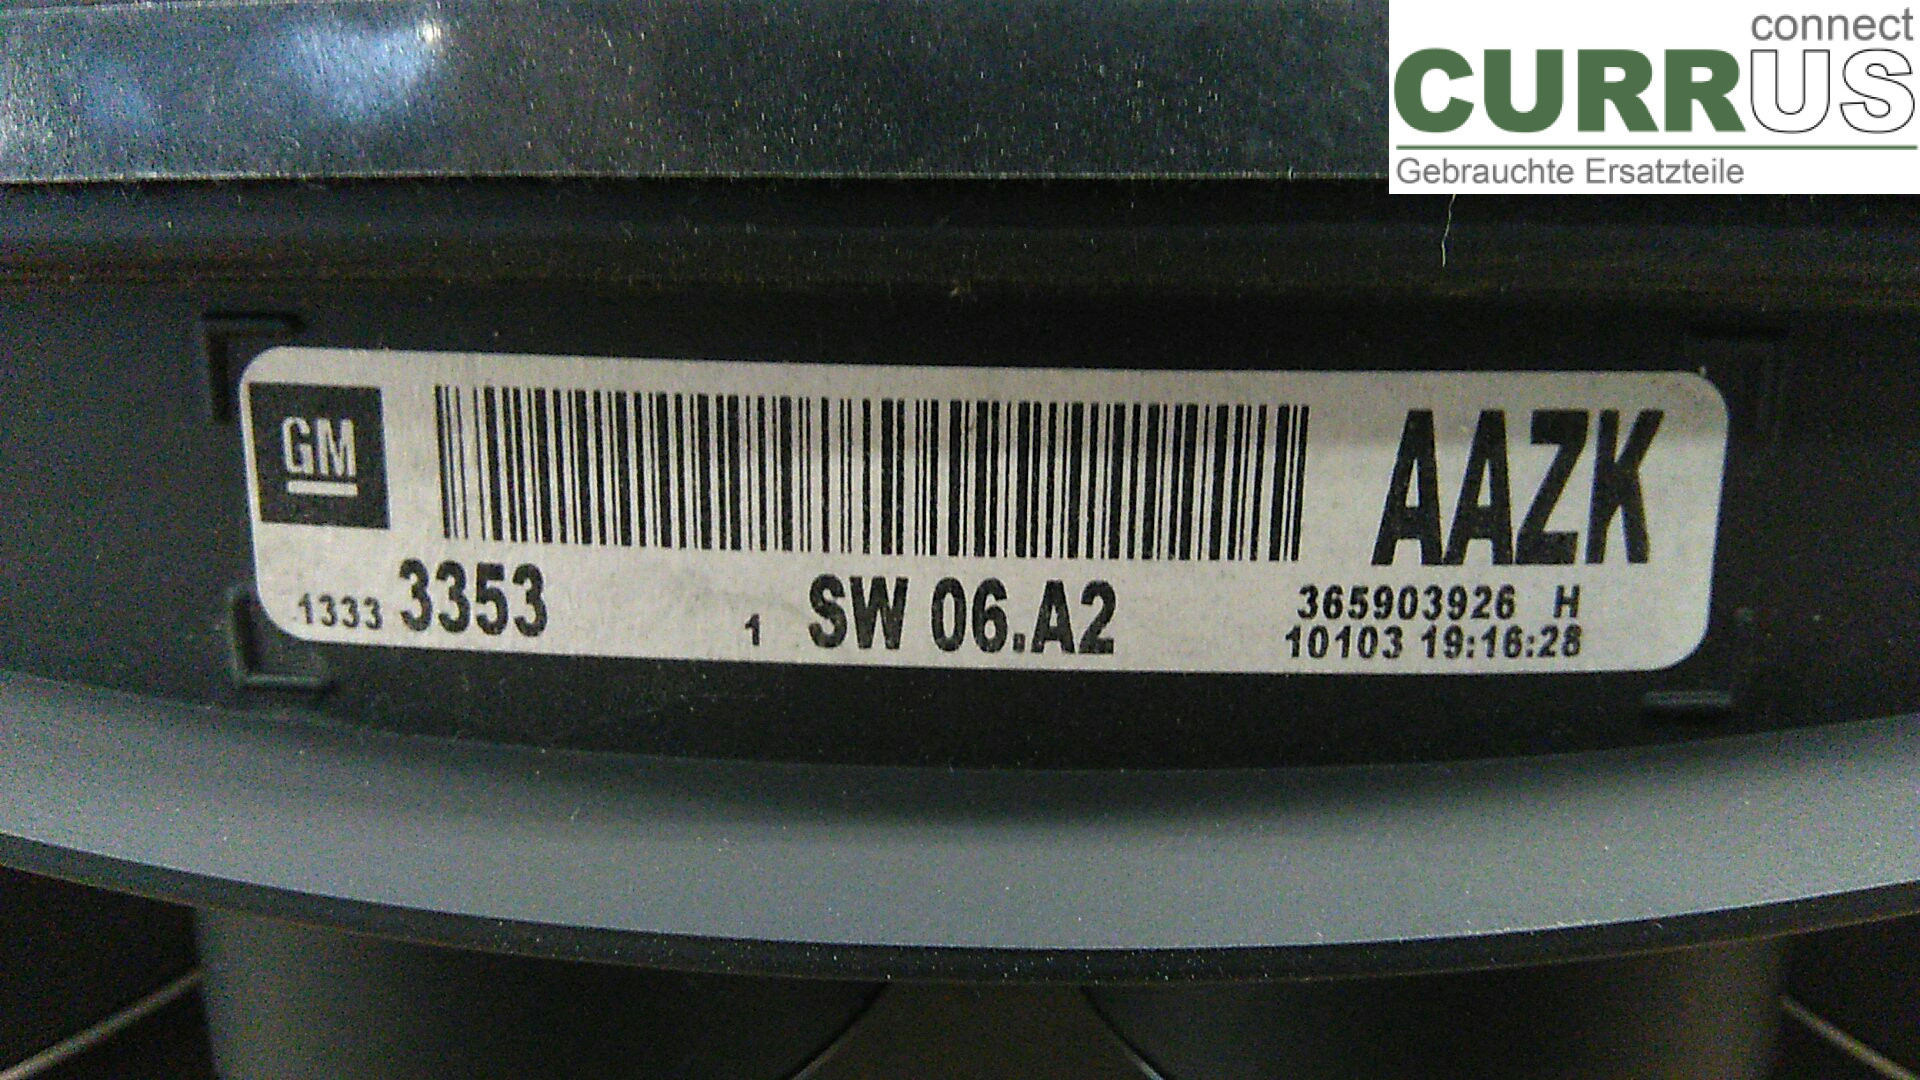 connect
CURRUS
Gebrauchte Ersatzteile
GM
AAZK
1333 3353 1 SW 06.A2
365903926 H
10103 19:16:28